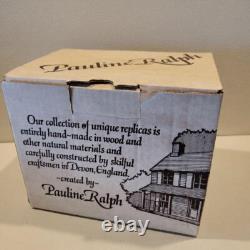 Pauline Ralph
Our collection of unique replicas is
entirely hand-made in wood and
other natural materials and
carefully constructed by skilful
craftsmen in Devon, England,
-created by-
Pauline Ralph
ebay